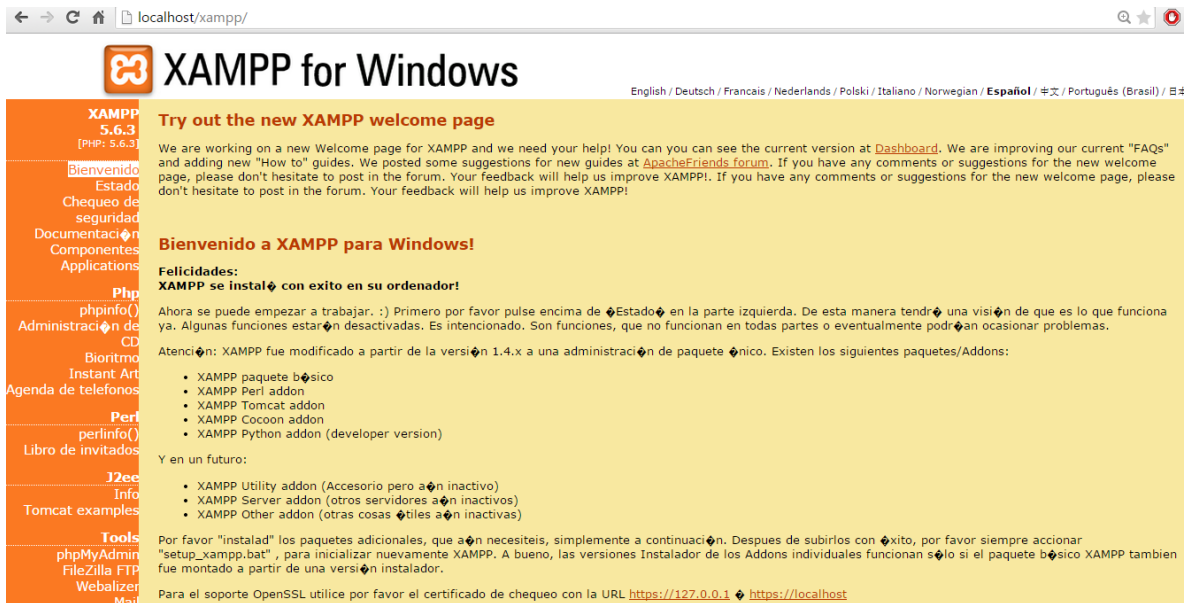 localhost/xampp/
XAMPP for Windows
English / Deutsch / Francais / Nederlands / Polski / Italiano / Norwegian / Español / 中文 / Português (Brasil) / 日本
XAMPP
5.6.3
[PHP: 5.6.3]
Bienvenido
Estado
Chequeo de
seguridad
Documentaci�n
Componentes
Applications
Php
phpinfo()
Administraci�n de
CD
Bioritmo
Instant Art
Agenda de telefonos
Perl
perlinfo()
Libro de invitados
J2ee
Info
Tomcat examples
Tools
phpMyAdmin
FileZilla FTP
Webalizer
Mail
Try out the new XAMPP welcome page
We are working on a new Welcome page for XAMPP and we need your help! You can you can see the current version at Dashboard. We are improving our current "FAQs"
and adding new "How to" guides. We posted some suggestions for new guides at ApacheFriends forum. If you have any comments or suggestions for the new welcome
page, please don't hesitate to post in the forum. Your feedback will help us improve XAMPP!. If you have any comments or suggestions for the new welcome page, please
don't hesitate to post in the forum. Your feedback will help us improve XAMPP!
Bienvenido a XAMPP para Windows!
Felicidades:
XAMPP se instal� con exito en su ordenador!
Ahora se puede empezar a trabajar. :) Primero por favor pulse encima de �Estado� en la parte izquierda. De esta manera tendr� una visi�n de que es lo que funciona
ya. Algunas funciones estar�n desactivadas. Es intencionado. Son funciones, que no funcionan en todas partes o eventualmente podr�an ocasionar problemas.
Atenci�n: XAMPP fue modificado a partir de la versi�n 1.4.x a una administraci�n de paquete �nico. Existen los siguientes paquetes/Addons:
• XAMPP paquete b�sico
• XAMPP Perl addon
• XAMPP Tomcat addon
• XAMPP Cocoon addon
• XAMPP Python addon (developer version)
Y en un futuro:
• XAMPP Utility addon (Accesorio pero a�n inactivo)
• XAMPP Server addon (otros servidores a�n inactivos)
• XAMPP Other addon (otras cosas �tiles a�n inactivas)
Por favor "instalad" los paquetes adicionales, que a�n necesiteis, simplemente a continuaci�n. Despues de subirlos con �xito, por favor siempre accionar
"setup_xampp.bat" , para inicializar nuevamente XAMPP. A bueno, las versiones Instalador de los Addons individuales funcionan s�lo si el paquete b�sico XAMPP tambien
fue montado a partir de una versi�n instalador.
Para el soporte OpenSSL utilice por favor el certificado de chequeo con la URL https://127.0.0.1 � https://localhost